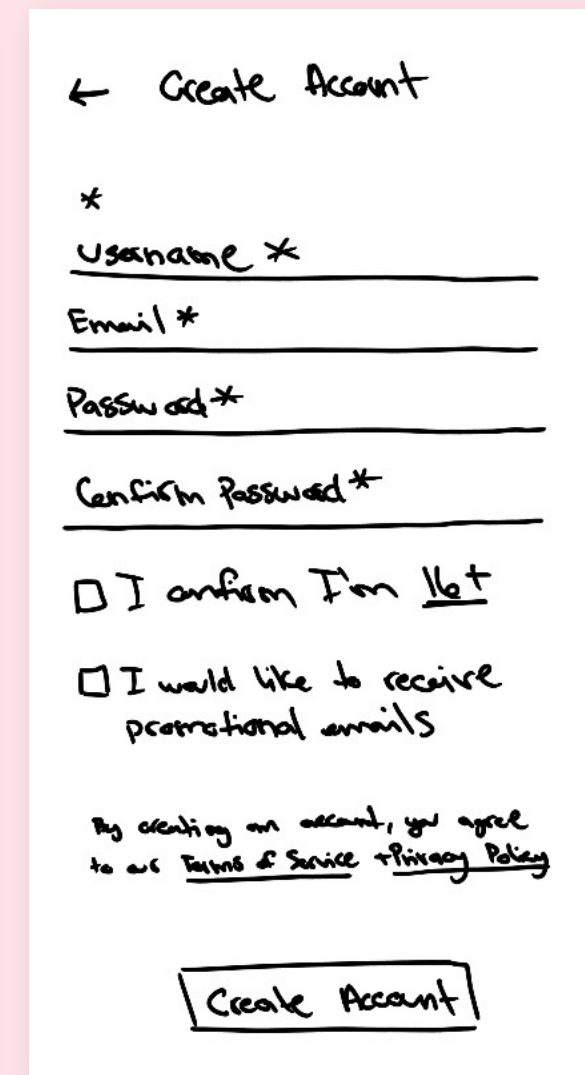 ← Create Account
*
Username *
Email *
Password *
Confirm Password *
I confirm I'm 16+
I would like to receive
promotional emails
By creating an account, you agree
to our Terms of Service + Privacy Policy
Create Account